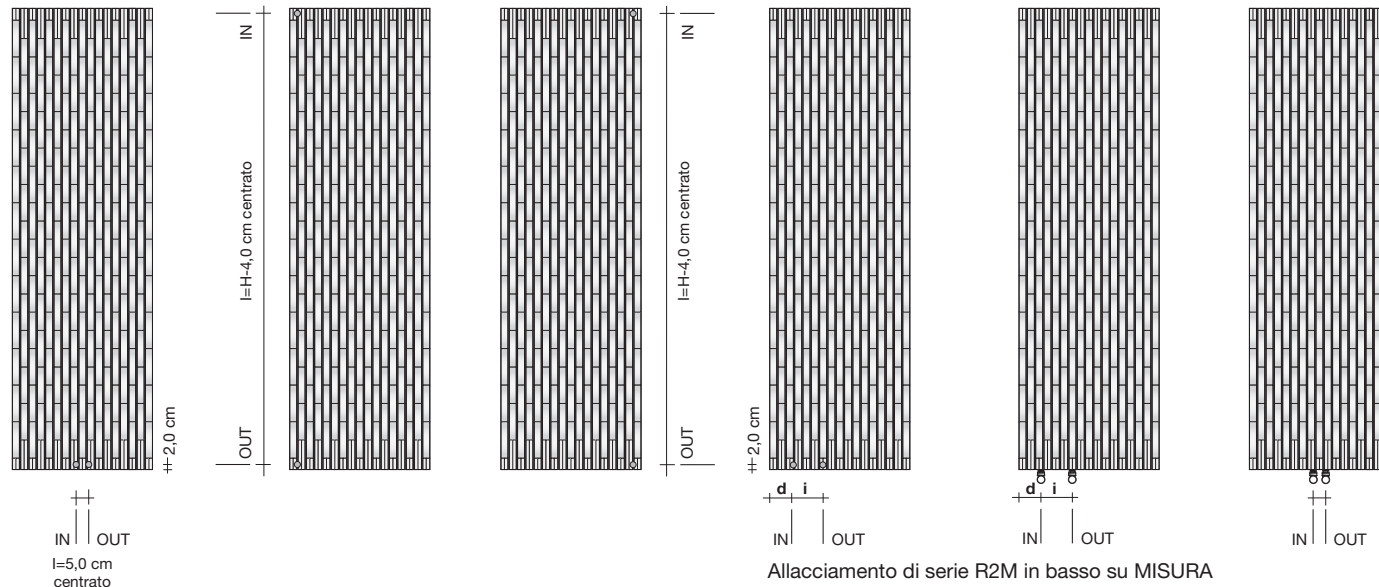 2,0 cm
IN OUT
I=5,0 cm
centrato
IN
I=H-4,0 cm centrato
OUT
IN
I=H-4,0 cm centrato
OUT
2,0 cm
d i
IN OUT
d i
IN OUT
IN OUT
Allacciamento di serie R2M in basso su MISURA